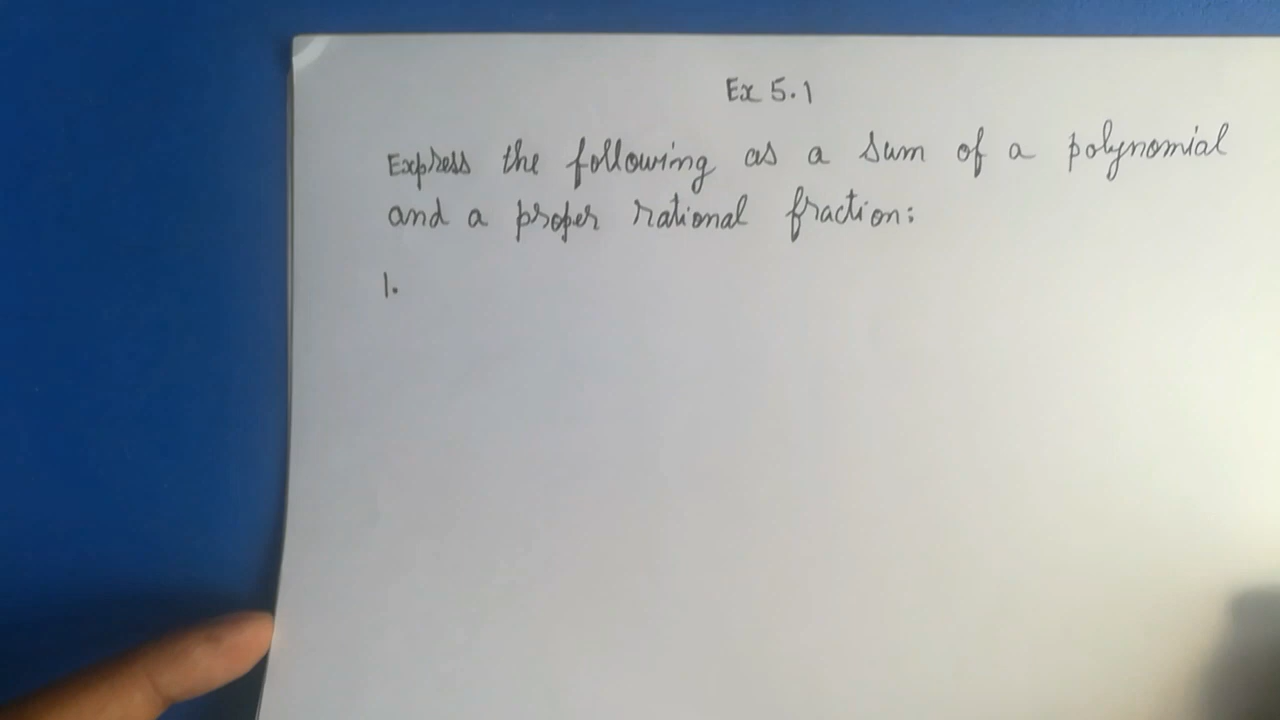 Ex 5.1
Express the following as a sum of a polynomial
and a proper rational fraction:
1.